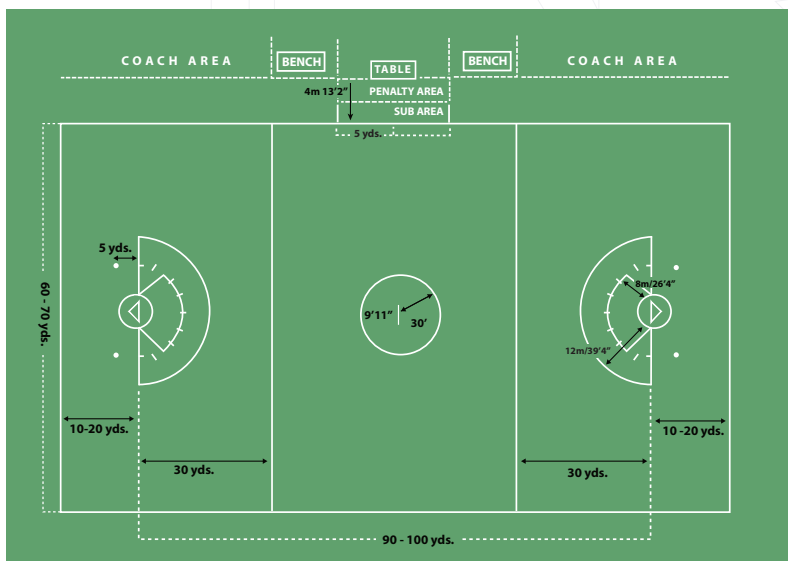 COACH AREA
BENCH
TABLE
BENCH
COACH AREA
4m 13'2"
PENALTY AREA
SUB AREA
5 yds.
5 yds.
8m/26'4"
9'11"
30'
60 - 70 yds.
12m/39'4"
10-20 yds.
10 -20 yds.
30 yds.
30 yds.
90 - 100 yds.